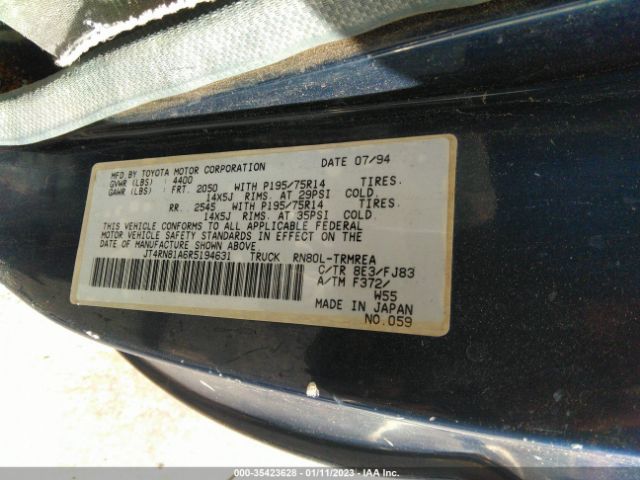 MFD BY TOYOTA MOTOR CORPORATION DATE 07/94
GVWR (LBS) : 4400
GAWR (LBS) : FRT. 2050 WITH P195/75R14 TIRES.
14X5J RIMS. AT 29PSI COLD.
RR. 2545 WITH P195/75R14 TIRES.
14X5J RIMS. AT 35PSI COLD.
THIS VEHICLE CONFORMS TO ALL APPLICABLE FEDERAL
MOTOR VEHICLE SAFETY STANDARDS IN EFFECT ON THE
DATE OF MANUFACTURE SHOWN ABOVE.
JT4RN81A6R5194631 TRUCK RN80L-TRMREA
C/TR 8E3/FJ83
A/TM F372/
W55
MADE IN JAPAN
NO.059
000-35423628 - 01/11/2023 - IAA Inc.